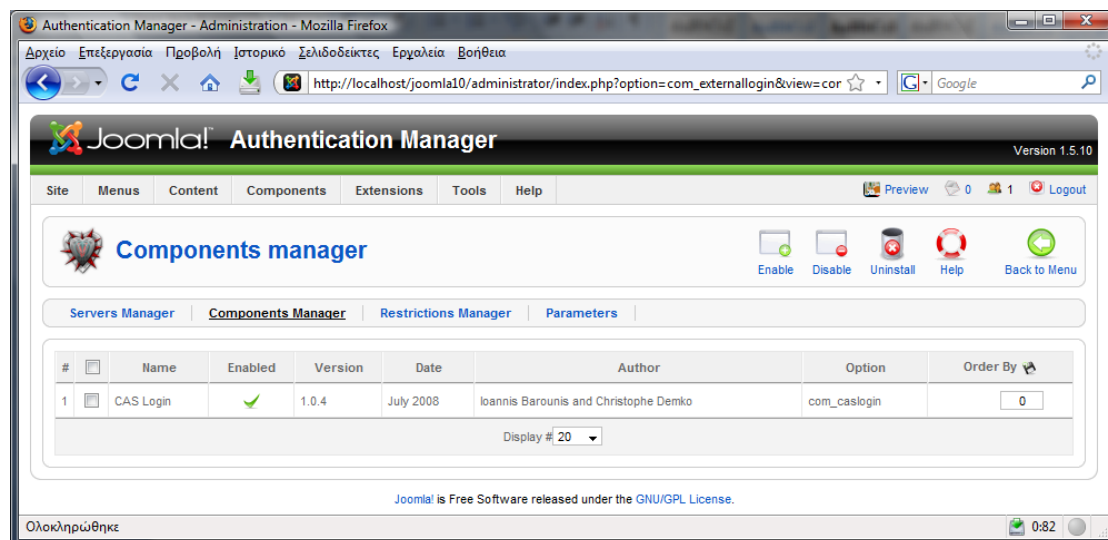 Authentication Manager - Administration - Mozilla Firefox
Αρχείο Επεξεργασία Προβολή Ιστορικό Σελιδοδείκτες Εργαλεία Βοήθεια
http://localhost/joomla10/administrator/index.php?option=com_externallogin&view=cor
G Google
Joomla! Authentication Manager
Version 1.5.10
Site Menus Content Components Extensions Tools Help Preview 0 1 Logout
Components manager
Enable Disable Uninstall Help Back to Menu
Servers Manager Components Manager Restrictions Manager Parameters
# Name Enabled Version Date Author Option Order By
1 CAS Login 1.0.4 July 2008 Ioannis Barounis and Christophe Demko com_caslogin 0
Display # 20
Joomla! is Free Software released under the GNU/GPL License.
Ολοκληρώθηκε 0:82